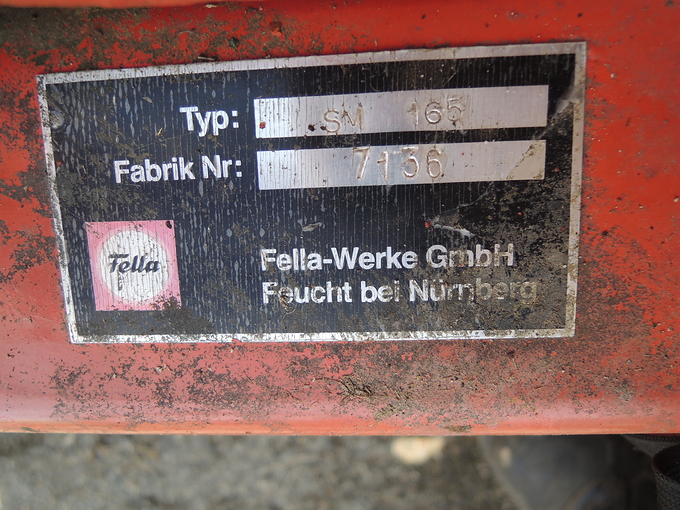 Typ: SM 165
Fabrik Nr: 7136
Fella
Fella-Werke GmbH
Feucht bei Nürnberg